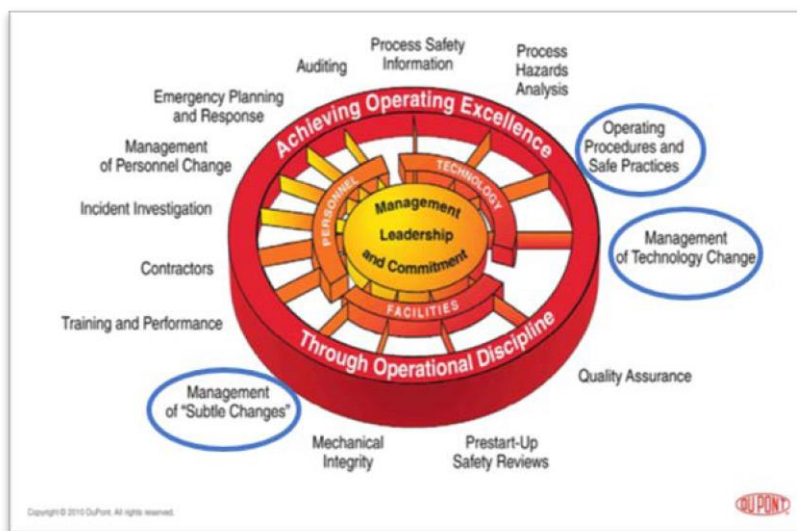 Process Safety
Information
Auditing
Process
Hazards
Analysis
Emergency Planning
and Response
Achieving Operating Excellence
Operating
Procedures and
Safe Practices
Management
of Personnel Change
TECHNOLOGY
PERSONNEL
Management
Leadership
and Commitment
Incident Investigation
Management
of Technology Change
Contractors
FACILITIES
Training and Performance
Through Operational Discipline
Quality Assurance
Management
of "Subtle Changes"
Mechanical
Integrity
Prestart-Up
Safety Reviews
Copyright © 2010 DuPont. All rights reserved.
DUPONT